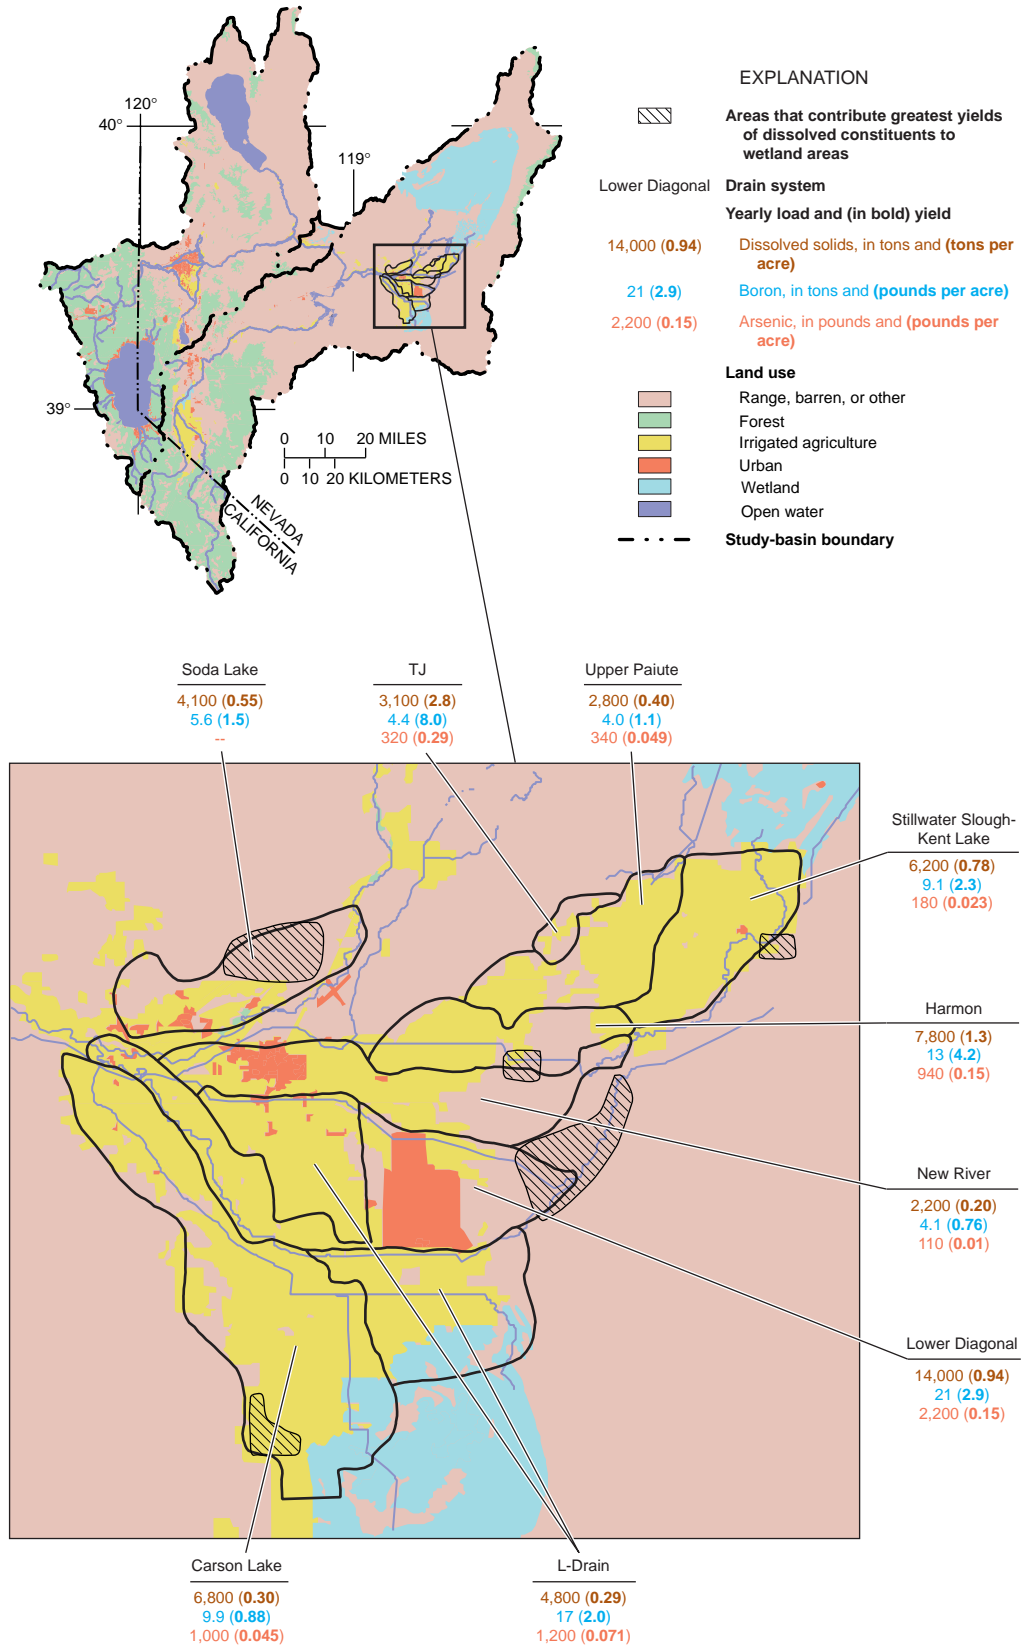 120°
40°
119°
39°
0 10 20 MILES
0 10 20 KILOMETERS
NEVADA
CALIFORNIA
EXPLANATION
Areas that contribute greatest yields
of dissolved constituents to
wetland areas
Lower Diagonal Drain system
Yearly load and (in bold) yield
14,000 (0.94) Dissolved solids, in tons and (tons per
acre)
21 (2.9) Boron, in tons and (pounds per acre)
2,200 (0.15) Arsenic, in pounds and (pounds per
acre)
Land use
Range, barren, or other
Forest
Irrigated agriculture
Urban
Wetland
Open water
Study-basin boundary
Soda Lake
4,100 (0.55)
5.6 (1.5)
--
TJ
3,100 (2.8)
4.4 (8.0)
320 (0.29)
Upper Paiute
2,800 (0.40)
4.0 (1.1)
340 (0.049)
Stillwater Slough-
Kent Lake
6,200 (0.78)
9.1 (2.3)
180 (0.023)
Harmon
7,800 (1.3)
13 (4.2)
940 (0.15)
New River
2,200 (0.20)
4.1 (0.76)
110 (0.01)
Lower Diagonal
14,000 (0.94)
21 (2.9)
2,200 (0.15)
Carson Lake
6,800 (0.30)
9.9 (0.88)
1,000 (0.045)
L-Drain
4,800 (0.29)
17 (2.0)
1,200 (0.071)